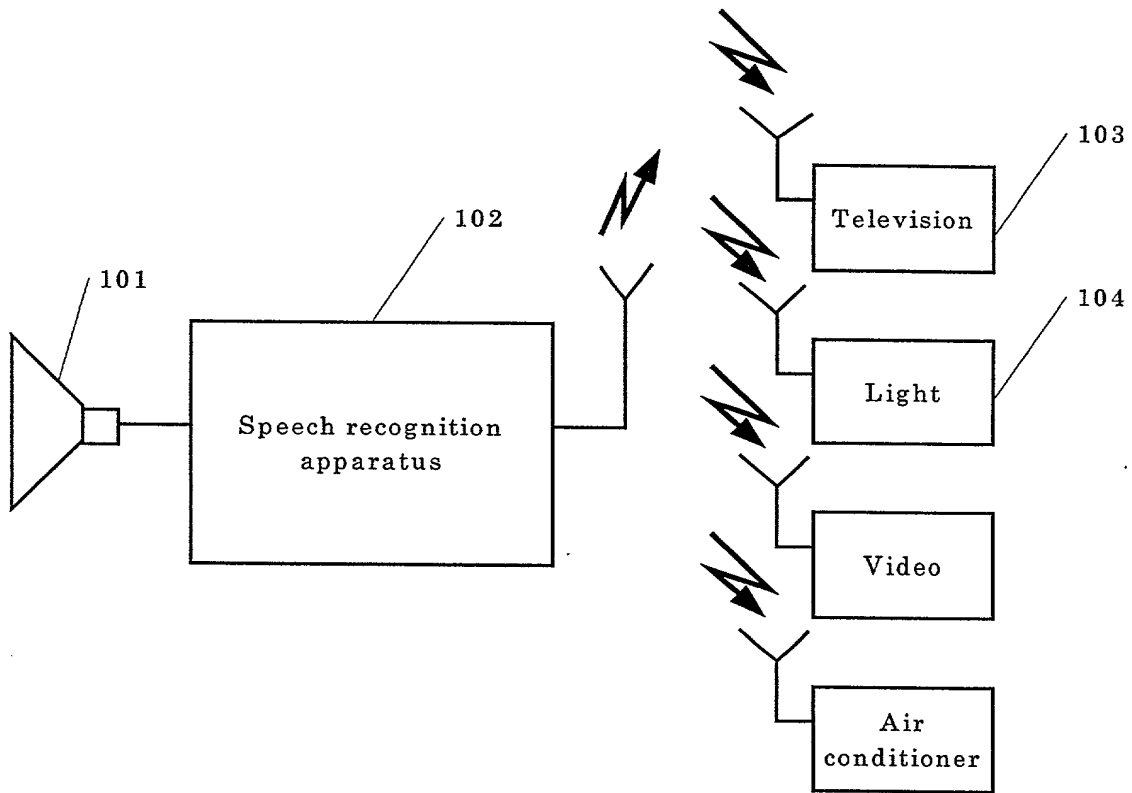 103
Television
102
101
104
Light
Speech recognition
apparatus
Video
Air
conditioner